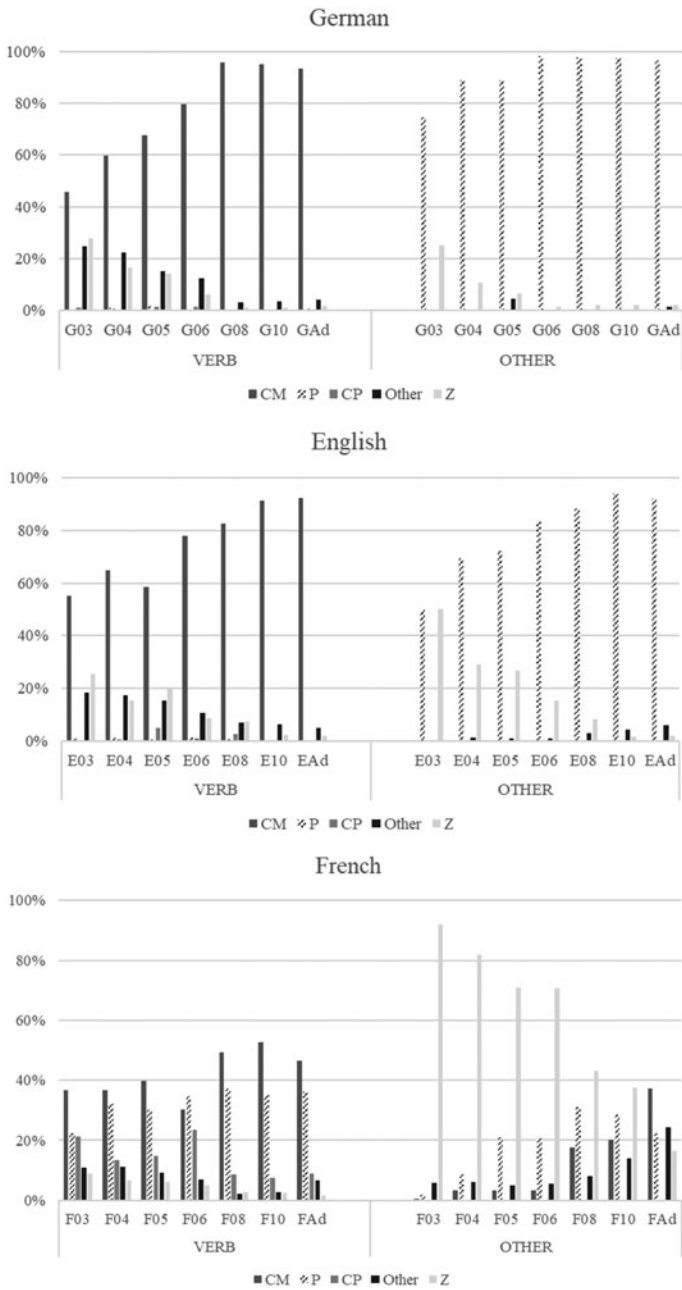 German
100%
80%
60%
40%
20%
0%
G03 G04 G05 G06 G08 G10 GAd G03 G04 G05 G06 G08 G10 GAd
VERB OTHER
CM P CP Other Z
English
100%
80%
60%
40%
20%
0%
E03 E04 E05 E06 E08 E10 EAd E03 E04 E05 E06 E08 E10 EAd
VERB OTHER
CM P CP Other Z
French
100%
80%
60%
40%
20%
0%
F03 F04 F05 F06 F08 F10 FAd F03 F04 F05 F06 F08 F10 FAd
VERB OTHER
CM P CP Other Z